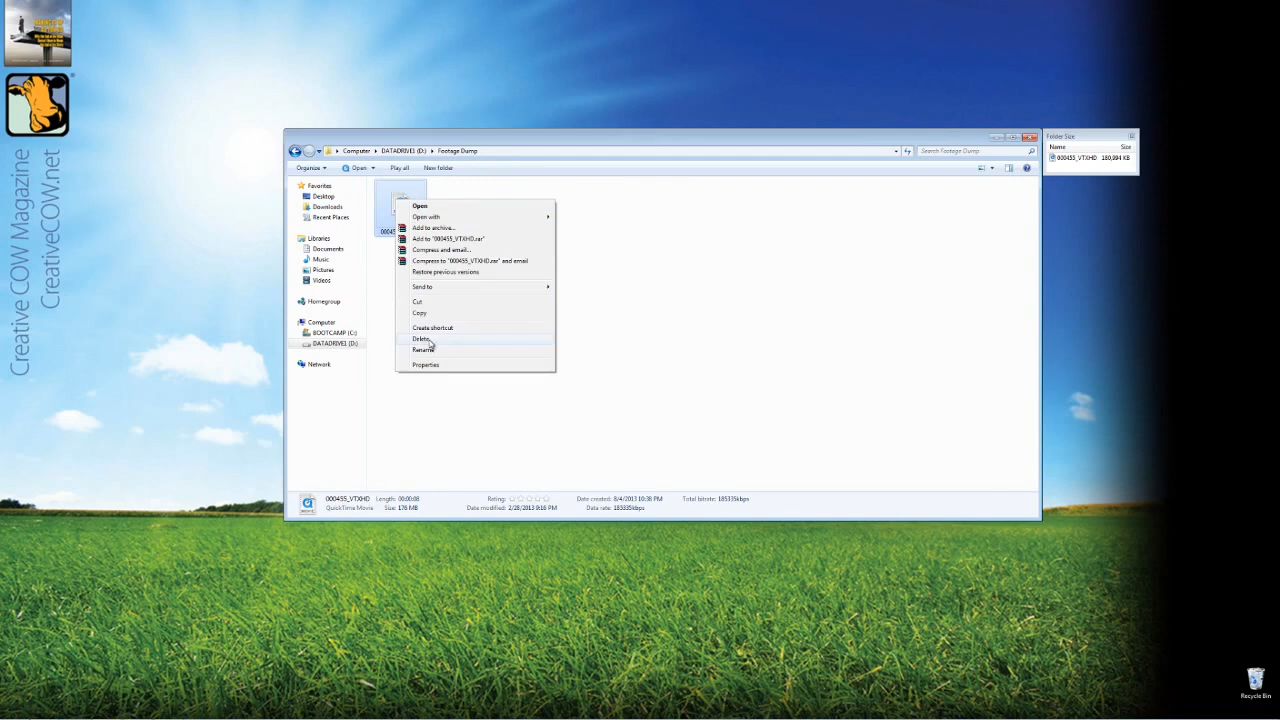 Creative COW Magazine
CreativeCOW.net
Computer
DATADRIVE1 (D:)
Footage Dump
Search Footage Dump
Organize
Open
Play all
New folder
Folder Size
Name Size
000455_VTXHD 180,994 KB
Favorites
Desktop
Downloads
Recent Places
Libraries
Documents
Music
Pictures
Videos
Homegroup
Computer
BOOTCAMP (C:)
DATADRIVE1 (D:)
Network
Open
Open with
Add to archive...
Add to "000455_VTXHD.rar"
Compress and email...
Compress to "000455_VTXHD.rar" and email
Restore previous versions
Send to
Cut
Copy
Create shortcut
Delete
Rename
Properties
000455_VTXHD Length: 00:00:08 Rating: Date created: 8/4/2013 10:38 PM Total bitrate: 185335kbps
QuickTime Movie Size: 176 MB Date modified: 2/28/2013 9:16 PM Data rate: 185335kbps
Recycle Bin